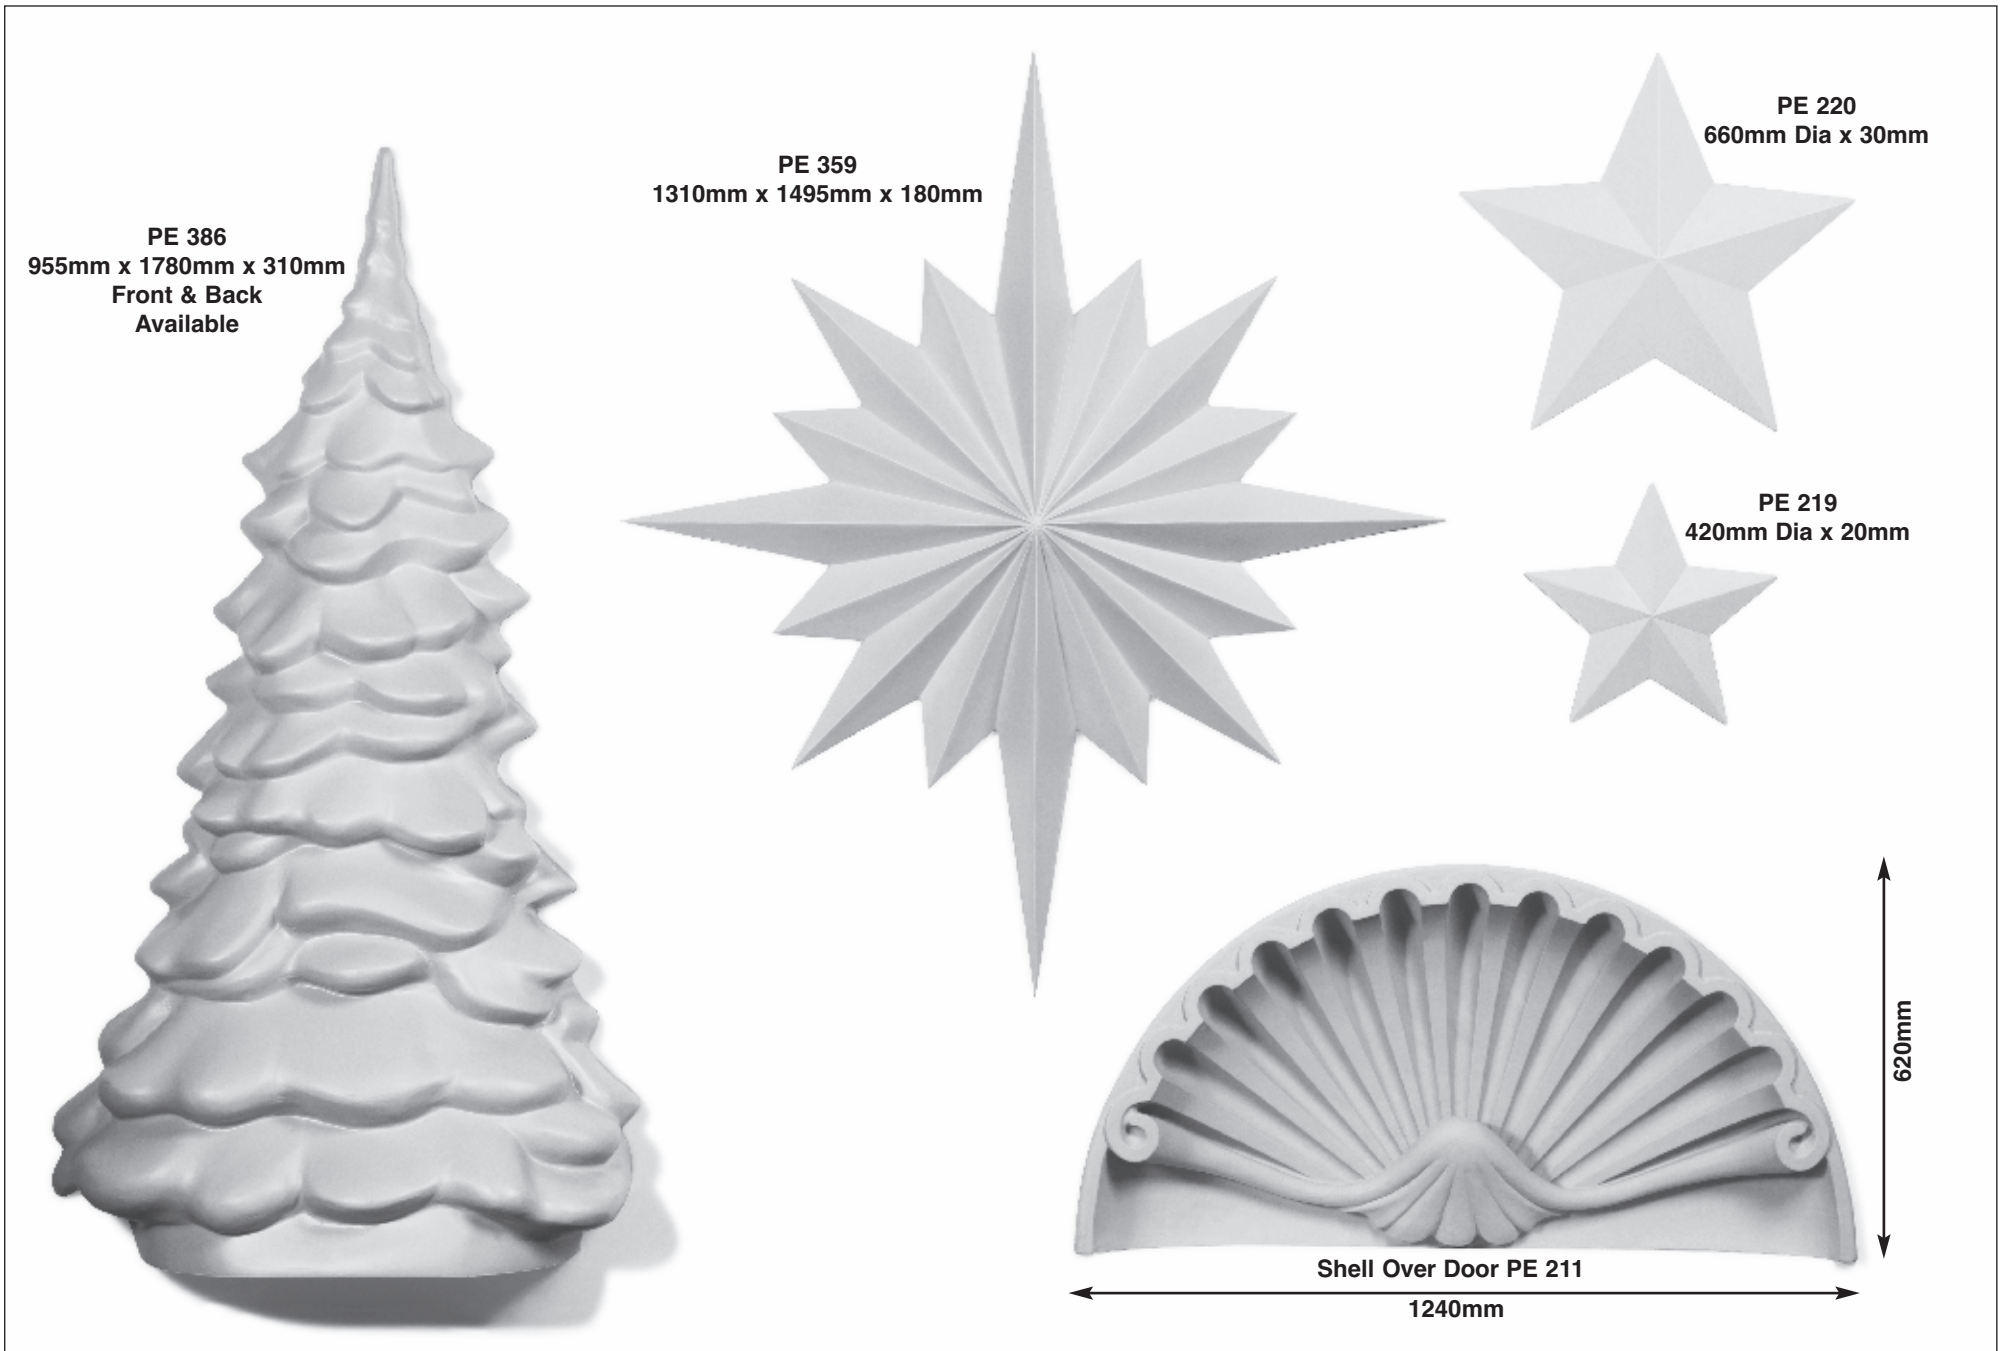 PE 386
955mm x 1780mm x 310mm
Front & Back
Available
PE 359
1310mm x 1495mm x 180mm
PE 220
660mm Dia x 30mm
PE 219
420mm Dia x 20mm
620mm
Shell Over Door PE 211
1240mm